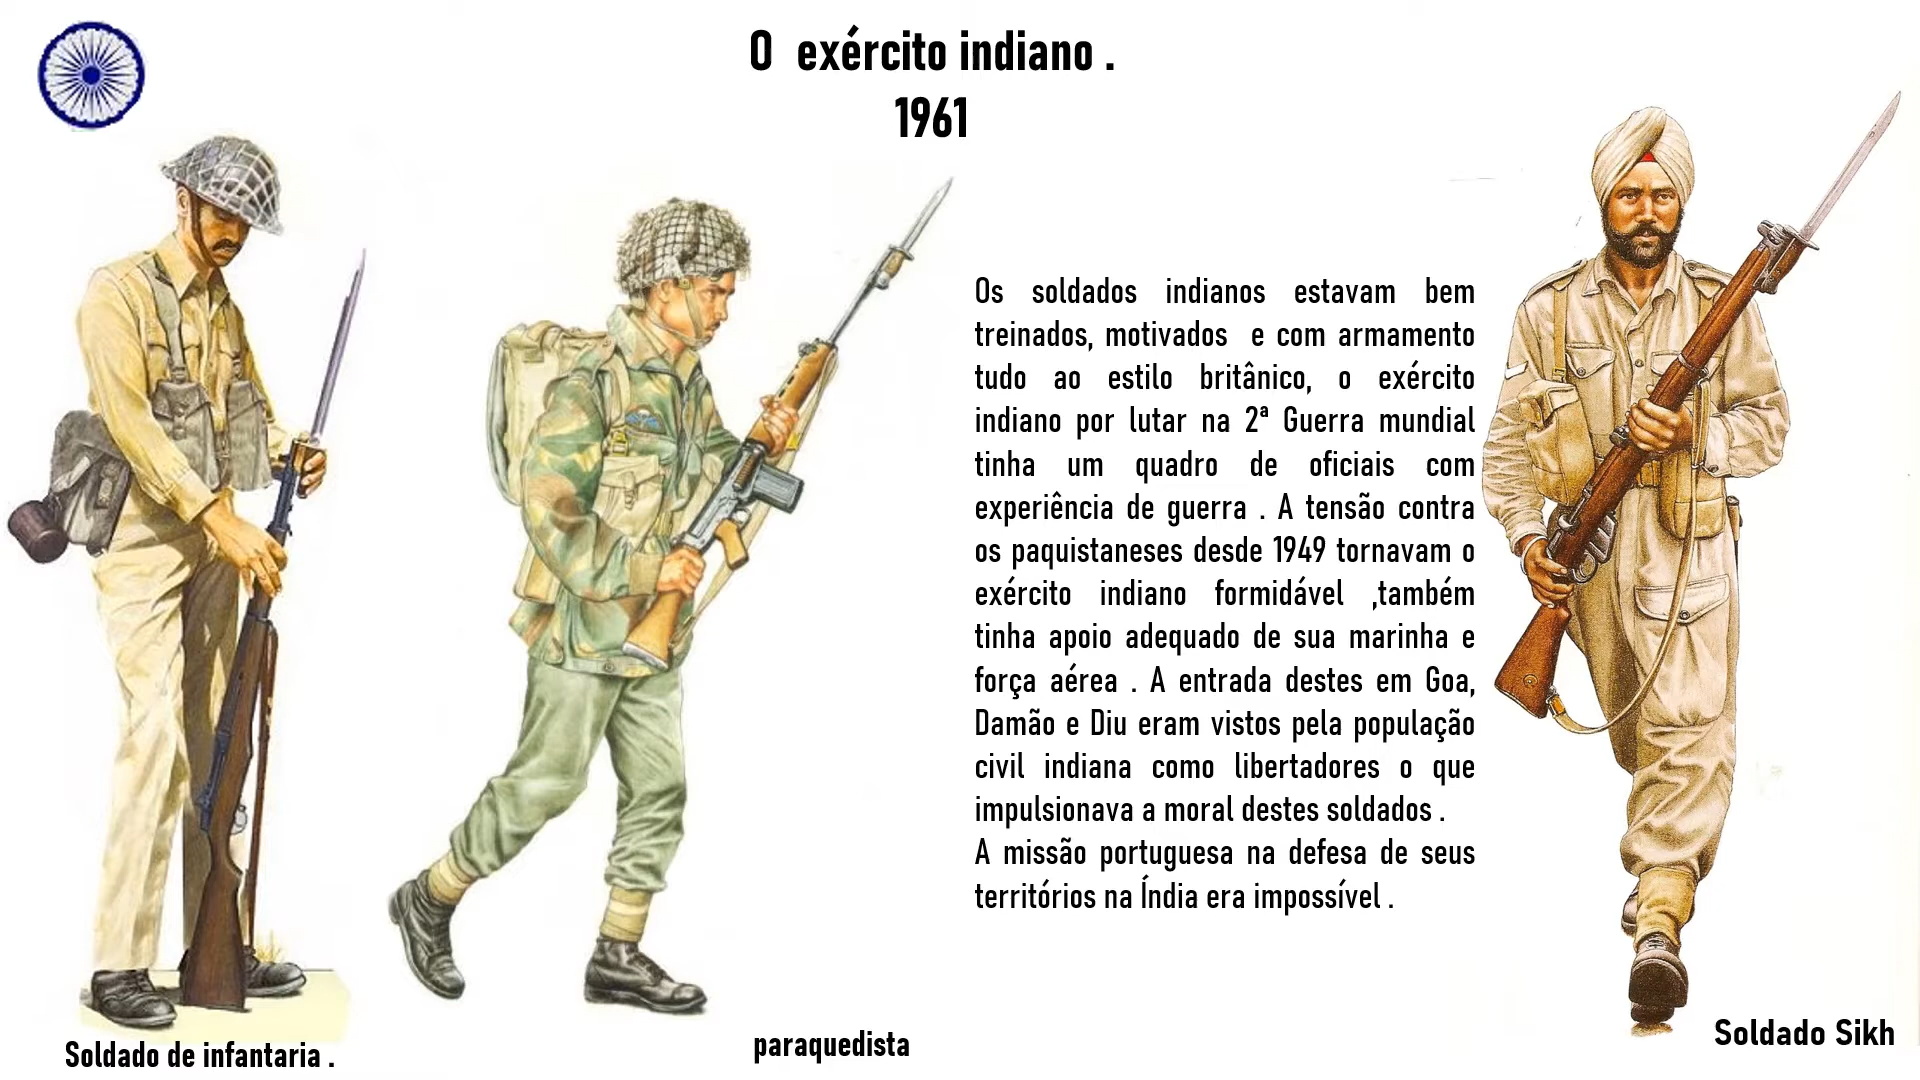 O exército indiano .
1961
Os soldados indianos estavam bem
treinados, motivados e com armamento
tudo ao estilo britânico, o exército
indiano por lutar na 2ª Guerra mundial
tinha um quadro de oficiais com
experiência de guerra . A tensão contra
os paquistaneses desde 1949 tornavam o
exército indiano formidável ,também
tinha apoio adequado de sua marinha e
força aérea . A entrada destes em Goa,
Damão e Diu eram vistos pela população
civil indiana como libertadores o que
impulsionava a moral destes soldados .
A missão portuguesa na defesa de seus
territórios na Índia era impossível .
Soldado de infantaria .
paraquedista
Soldado Sikh